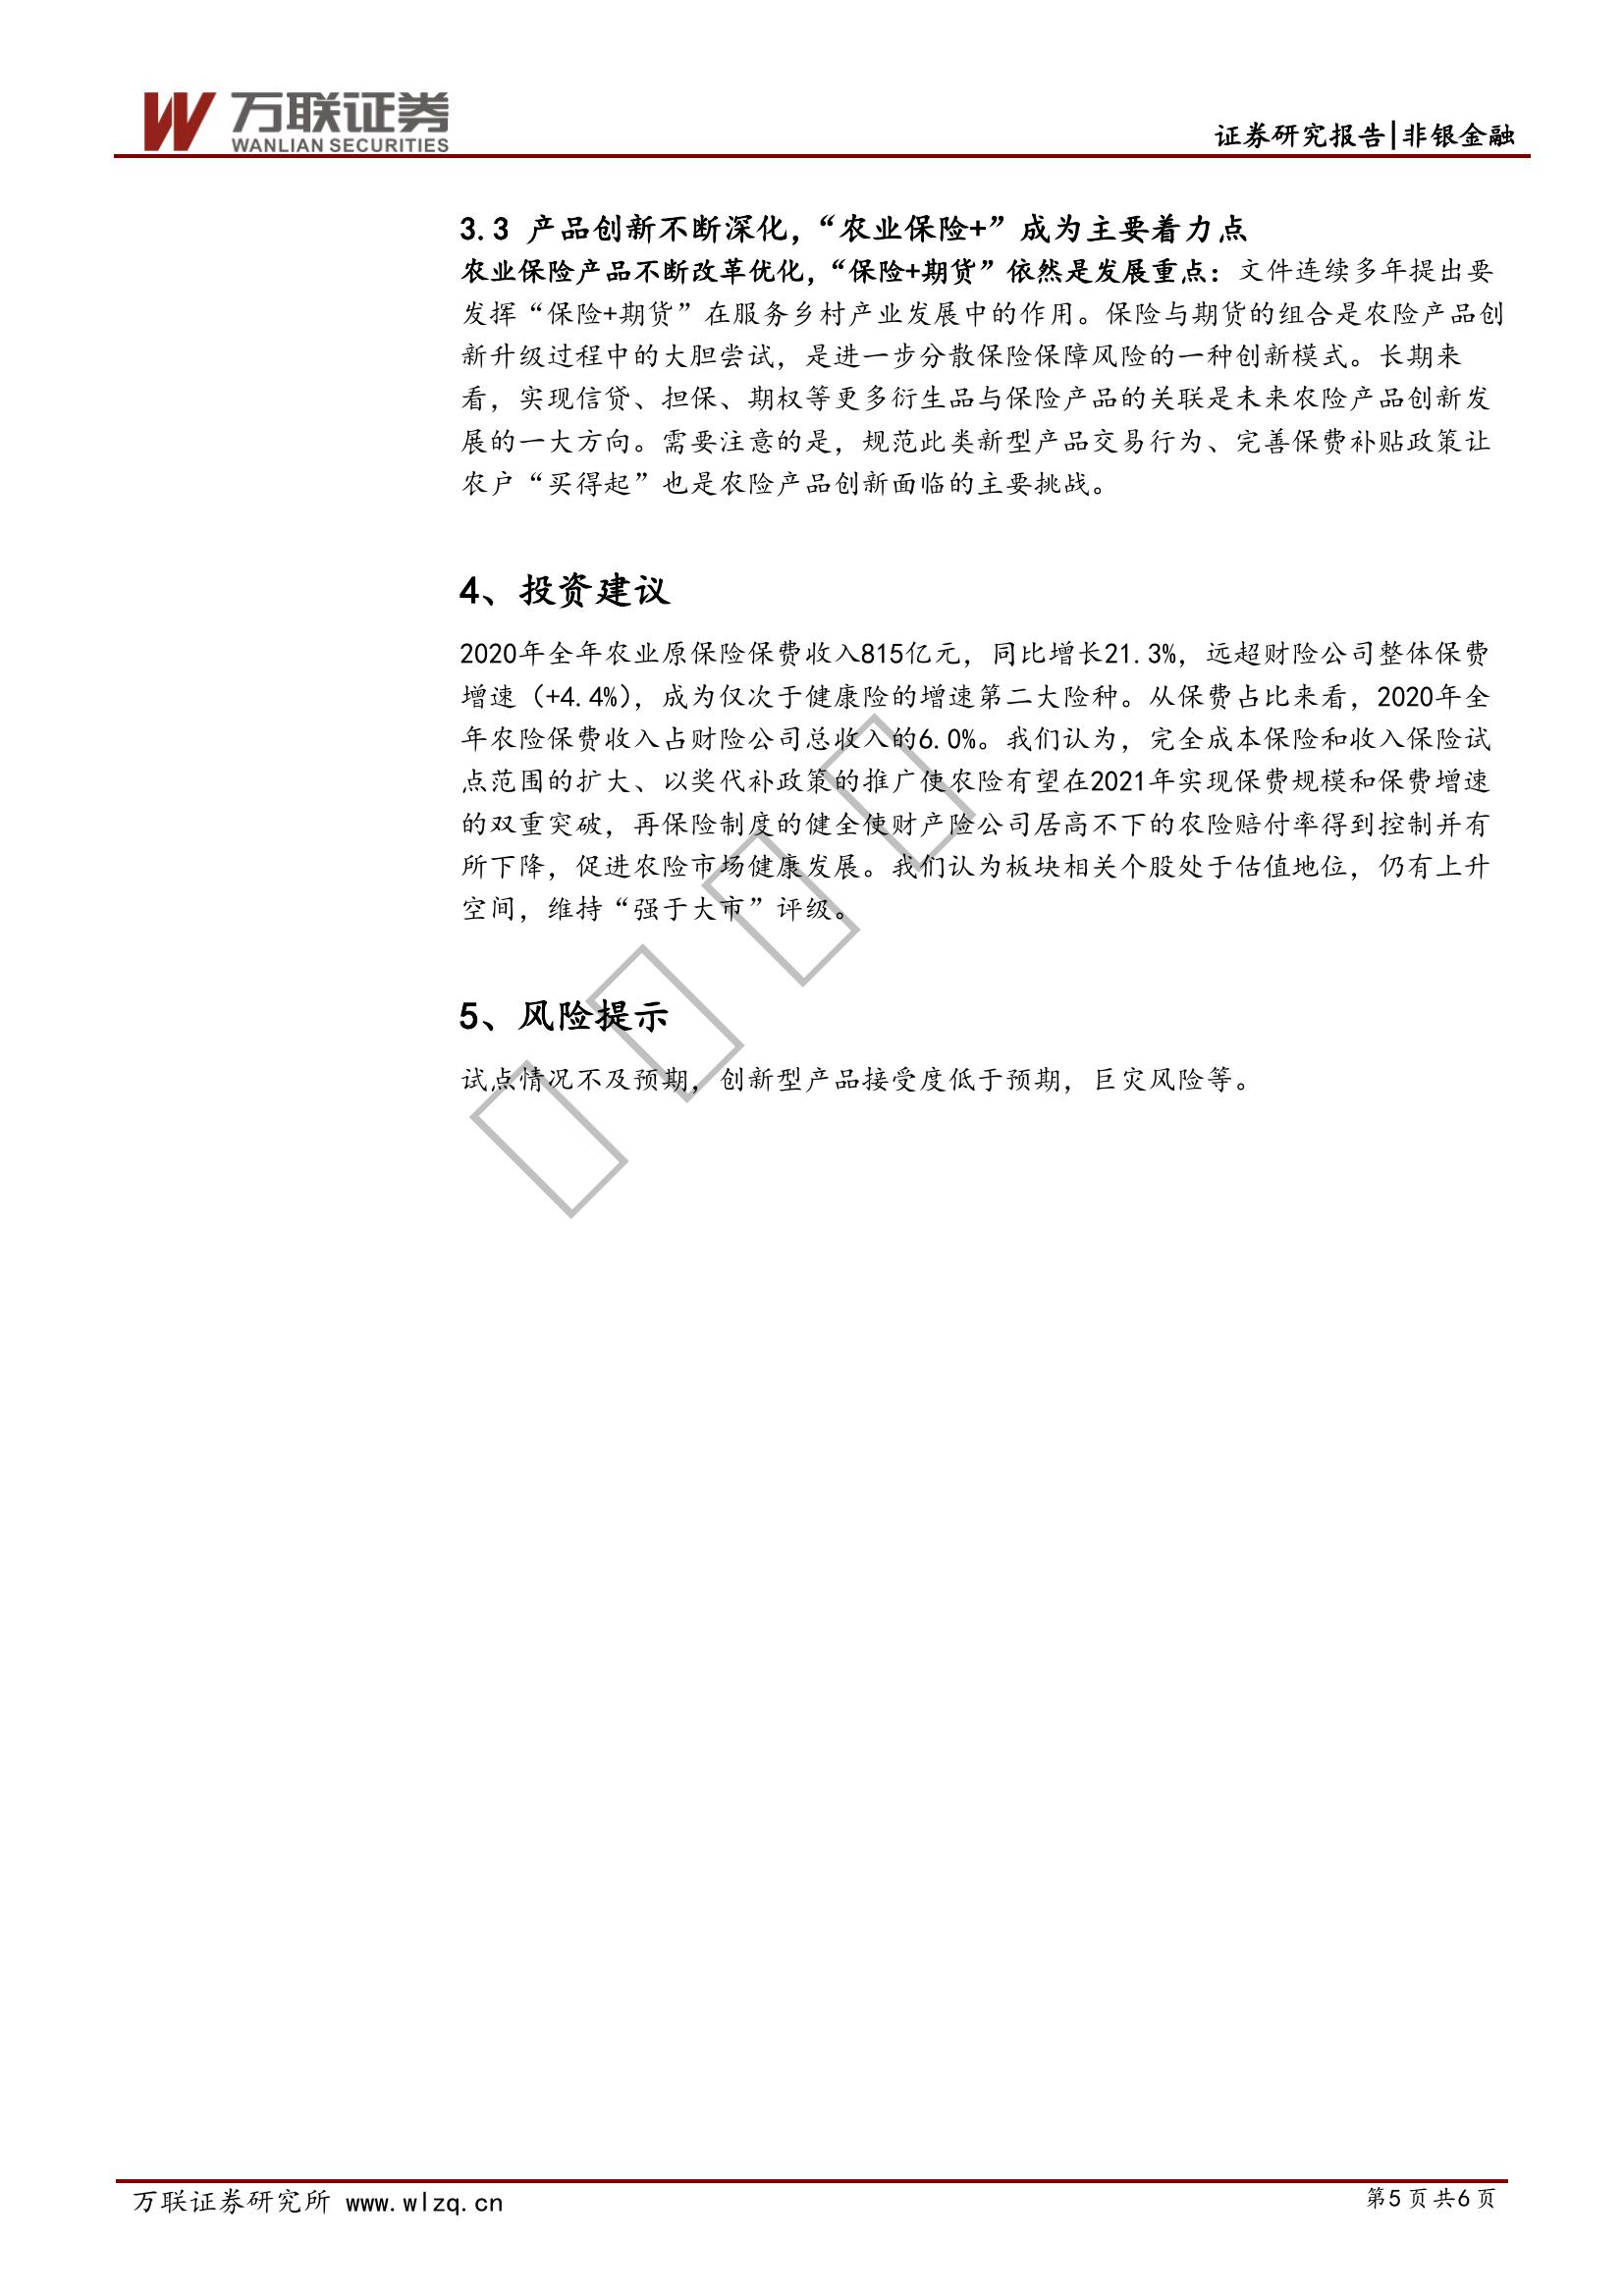 万联证券
WANLIAN SECURITIES
证券研究报告|非银金融
3.3 产品创新不断深化，“农业保险+”成为主要着力点
农业保险产品不断改革优化，“保险+期货”依然是发展重点：文件连续多年提出要
发挥“保险+期货”在服务乡村产业发展中的作用。保险与期货的组合是农险产品创
新升级过程中的大胆尝试，是进一步分散保险保障风险的一种创新模式。长期来
看，实现信贷、担保、期权等更多衍生品与保险产品的关联是未来农险产品创新发
展的一大方向。需要注意的是，规范此类新型产品交易行为、完善保费补贴政策让
农户“买得起”也是农险产品创新面临的主要挑战。
4、投资建议
2020年全年农业原保险保费收入815亿元，同比增长21.3%，远超财险公司整体保费
增速（+4.4%），成为仅次于健康险的增速第二大险种。从保费占比来看，2020年全
年农险保费收入占财险公司总收入的6.0%。我们认为，完全成本保险和收入保险试
点范围的扩大、以奖代补政策的推广使农险有望在2021年实现保费规模和保费增速
的双重突破，再保险制度的健全使财产险公司居高不下的农险赔付率得到控制并有
所下降，促进农险市场健康发展。我们认为板块相关个股处于估值地位，仍有上升
空间，维持“强于大市”评级。
5、风险提示
试点情况不及预期，创新型产品接受度低于预期，巨灾风险等。
万联证券研究所 www.wlzq.cn
第5页共6页